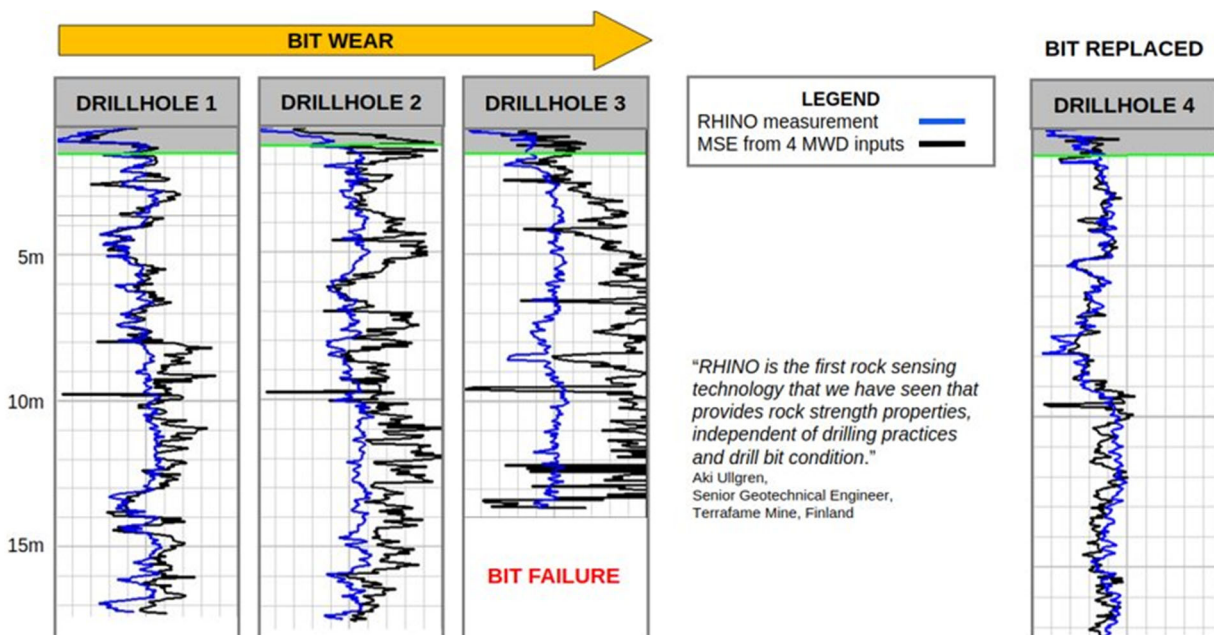 BIT WEAR
BIT REPLACED
DRILLHOLE 1
DRILLHOLE 2
DRILLHOLE 3
DRILLHOLE 4
LEGEND
RHINO measurement
MSE from 4 MWD inputs
5m
10m
15m
“RHINO is the first rock sensing
technology that we have seen that
provides rock strength properties,
independent of drilling practices
and drill bit condition.”
Aki Ullgren,
Senior Geotechnical Engineer,
Terrafame Mine, Finland
BIT FAILURE